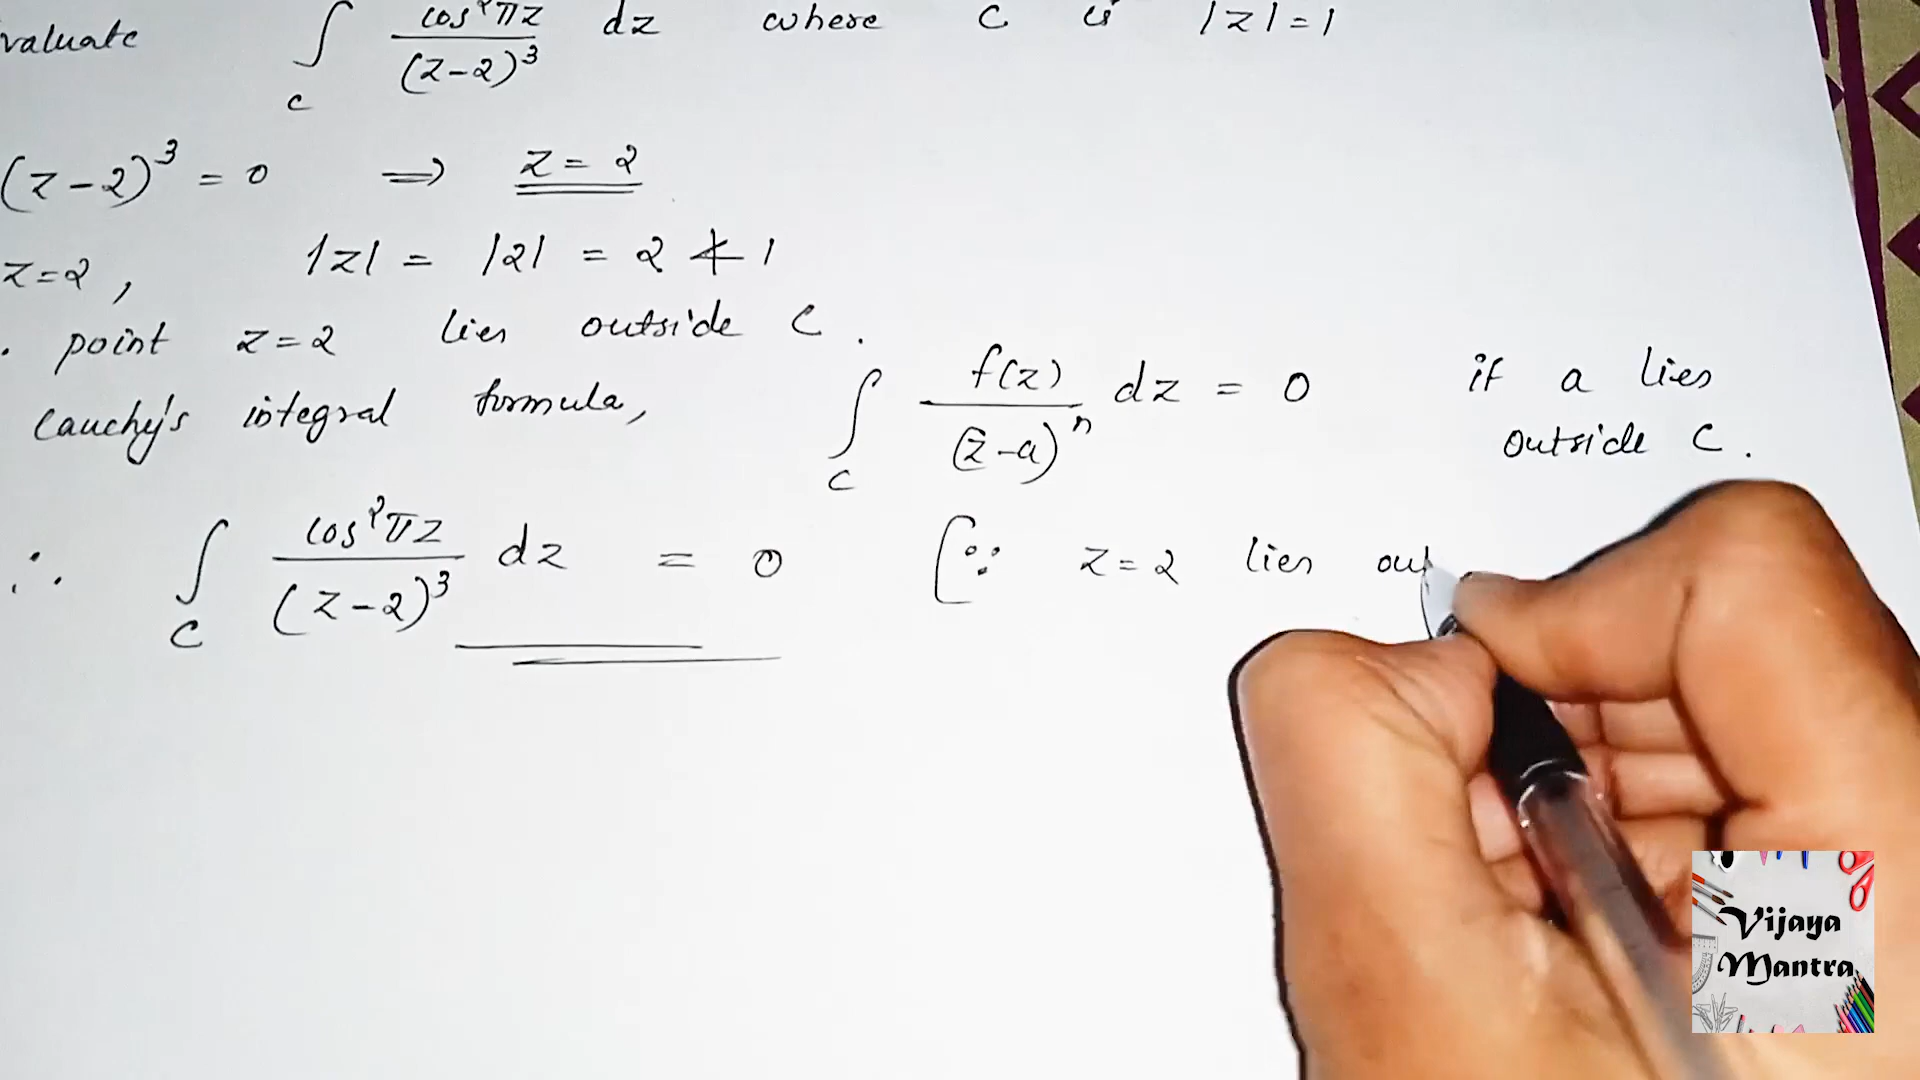 valuate ∫_C cos²πz / (z-2)³ dz where C is |z|=1
(z-2)³ = 0 ⇒ z = 2
z=2, |z| = |2| = 2 ≮ 1
. point z=2 lies outside C.
Cauchy's integral formula, ∫_C f(z) / (z-a)ⁿ dz = 0 if a lies
outside C.
∴ ∫_C cos²πz / (z-2)³ dz = 0 [∵ z=2 lies out
Vijaya
Mantra